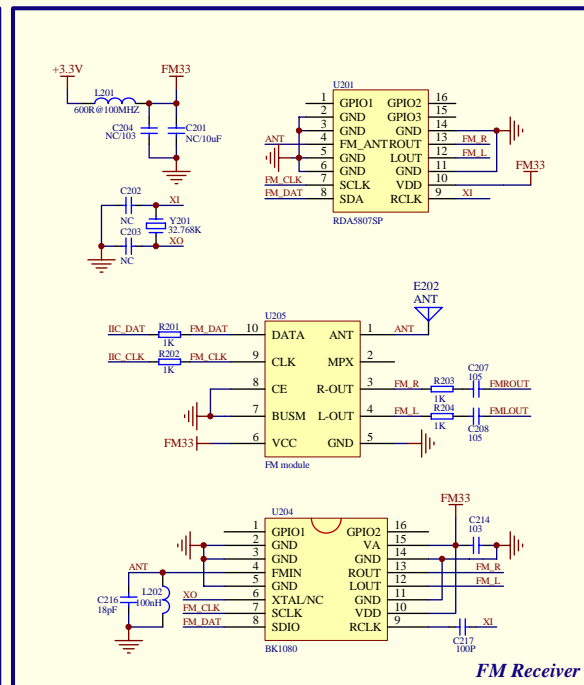 +3.3V
FM33
L201
600R@100MHZ
C204
NC/103
C201
NC/10uF
C202
NC
XI
Y201
32.768K
C203
NC
XO
U201
1 GPIO1 GPIO2 16
2 GND GPIO3 15
3 GND GND 14
ANT 4 FM_ANT ROUT 13 FM_R
5 GND LOUT 12 FM_L
6 GND GND 11
FM_CLK 7 SCLK VDD 10 FM33
FM_DAT 8 SDA RCLK 9 XI
RDA5807SP
E202
ANT
U205
IIC_DAT R201 FM_DAT 10 DATA ANT 1 ANT
1K
IIC_CLK R202 FM_CLK 9 CLK MPX 2
1K
8 CE R-OUT 3 FM_R R203 C207 FMROUT
1K 105
7 BUSM L-OUT 4 FM_L R204 FMLOUT
1K C208
105
FM33 6 VCC GND 5
FM module
U204
FM33
1 GPIO1 GPIO2 16
2 GND VA 15 C214
103
3 GND GND 14
ANT 4 FMIN ROUT 13 FM_R
5 GND LOUT 12 FM_L
XO 6 XTAL/NC GND 11
FM_CLK 7 SCLK VDD 10
FM_DAT 8 SDIO RCLK 9 XI
C217
100P
C216
18pF
L202
100nH
BK1080
FM Receiver